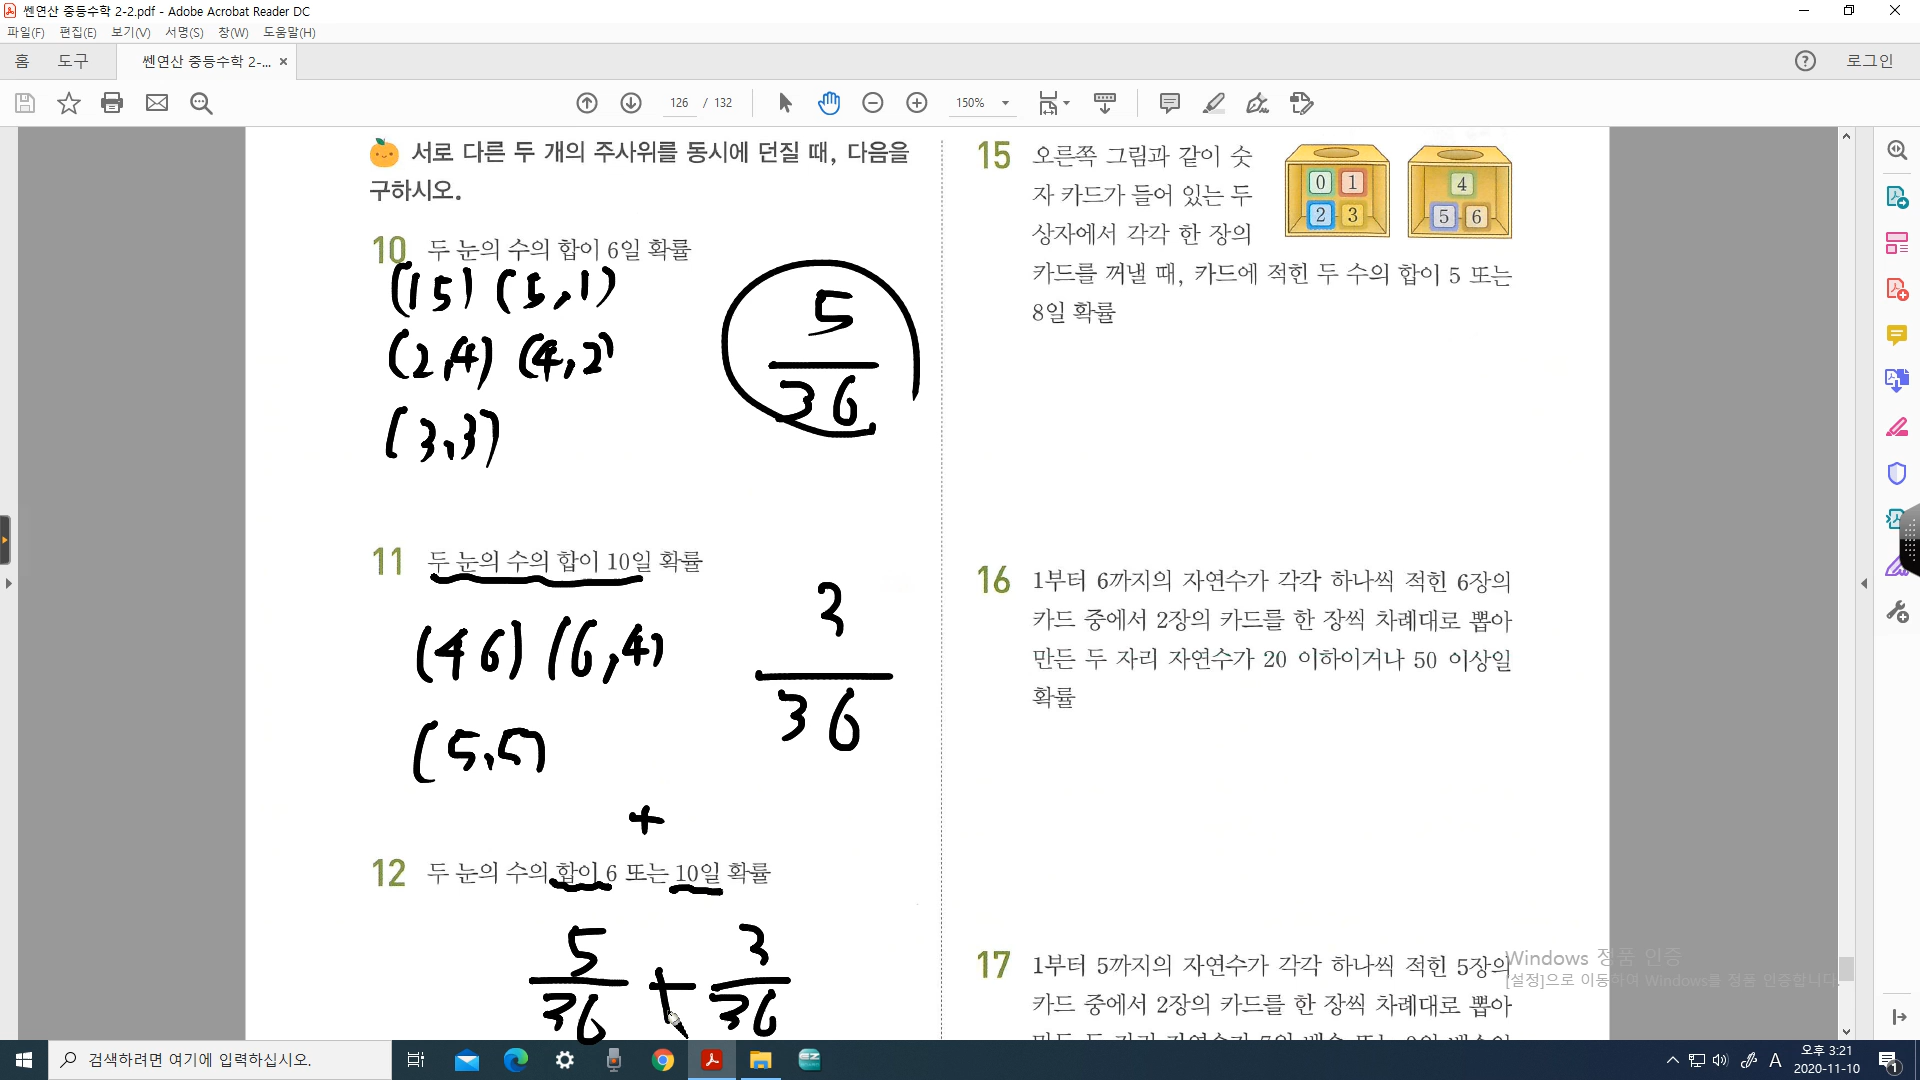 쎈연산 중등수학 2-2.pdf - Adobe Acrobat Reader DC
파일(F) 편집(E) 보기(V) 서명(S) 창(W) 도움말(H)
홈 도구 쎈연산 중등수학 2-... × 로그인
126 / 132 150%
서로 다른 두 개의 주사위를 동시에 던질 때, 다음을
구하시오.
10 두 눈의 수의 합이 6일 확률
(1 5) (5,1)
(2,4) (4,2)
(3,3)
5
36
11 두 눈의 수의 합이 10일 확률
(4 6) (6,4)
(5,5)
3
36
+
12 두 눈의 수의 합이 6 또는 10일 확률
5/36 + 3/36
15 오른쪽 그림과 같이 숫
자 카드가 들어 있는 두
상자에서 각각 한 장의
카드를 꺼낼 때, 카드에 적힌 두 수의 합이 5 또는
8일 확률
0 1
2 3
4
5 6
16 1부터 6까지의 자연수가 각각 하나씩 적힌 6장의
카드 중에서 2장의 카드를 한 장씩 차례대로 뽑아
만든 두 자리 자연수가 20 이하이거나 50 이상일
확률
17 1부터 5까지의 자연수가 각각 하나씩 적힌 5장의
카드 중에서 2장의 카드를 한 장씩 차례대로 뽑아
Windows 정품 인증
[설정]으로 이동하여 Windows를 정품 인증합니다.
검색하려면 여기에 입력하십시오.
A
오후 3:21
2020-11-10
1